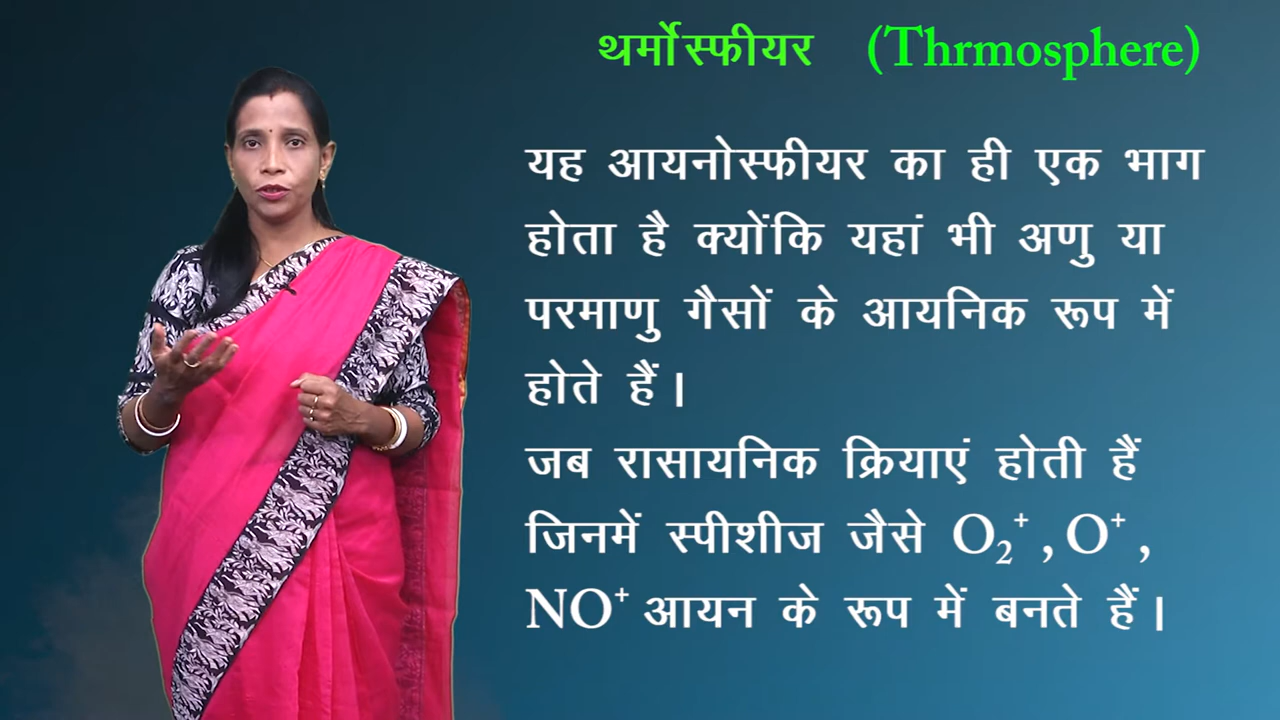 थर्मोस्फीयर (Thrmosphere)
यह आयनोस्फीयर का ही एक भाग
होता है क्योंकि यहां भी अणु या
परमाणु गैसों के आयनिक रूप में
होते हैं।
जब रासायनिक क्रियाएं होती हैं
जिनमें स्पीशीज जैसे O₂⁺, O⁺,
NO⁺ आयन के रूप में बनते हैं।